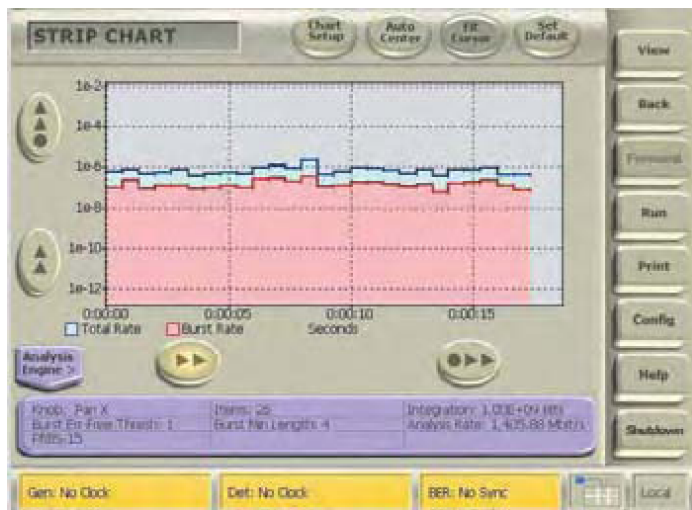 STRIP CHART
Chart Setup
Auto Center
Fit Cursor
Set Default
View
Back
Forward
Run
Print
Config
Help
Shutdown
1e-2
1e-4
1e-6
1e-8
1e-10
1e-12
0:00:00
0:00:05
0:00:10
0:00:15
Total Rate
Burst Rate
Seconds
Analysis Engine >
Knob: Pan X
Items: 26
Integration: 1.00E+09 Bits
Burst Err-Free Thresh: 1
Burst Min Length: 4
Analysis Rate: 1,435.88 Mbit/s
PRBS-15
Gen: No Clock
Det: No Clock
BER: No Sync
Local